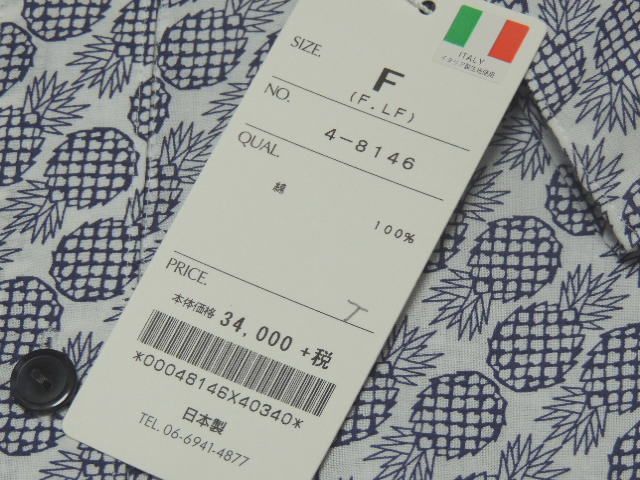 ITALY
イタリア製生地使用
SIZE.
F
(F.LF)
NO.
4-8146
QUAL.
綿
100%
PRICE.
本体価格 34,000 +税
*00048146X40340*
日本製
TEL. 06-6941-4877